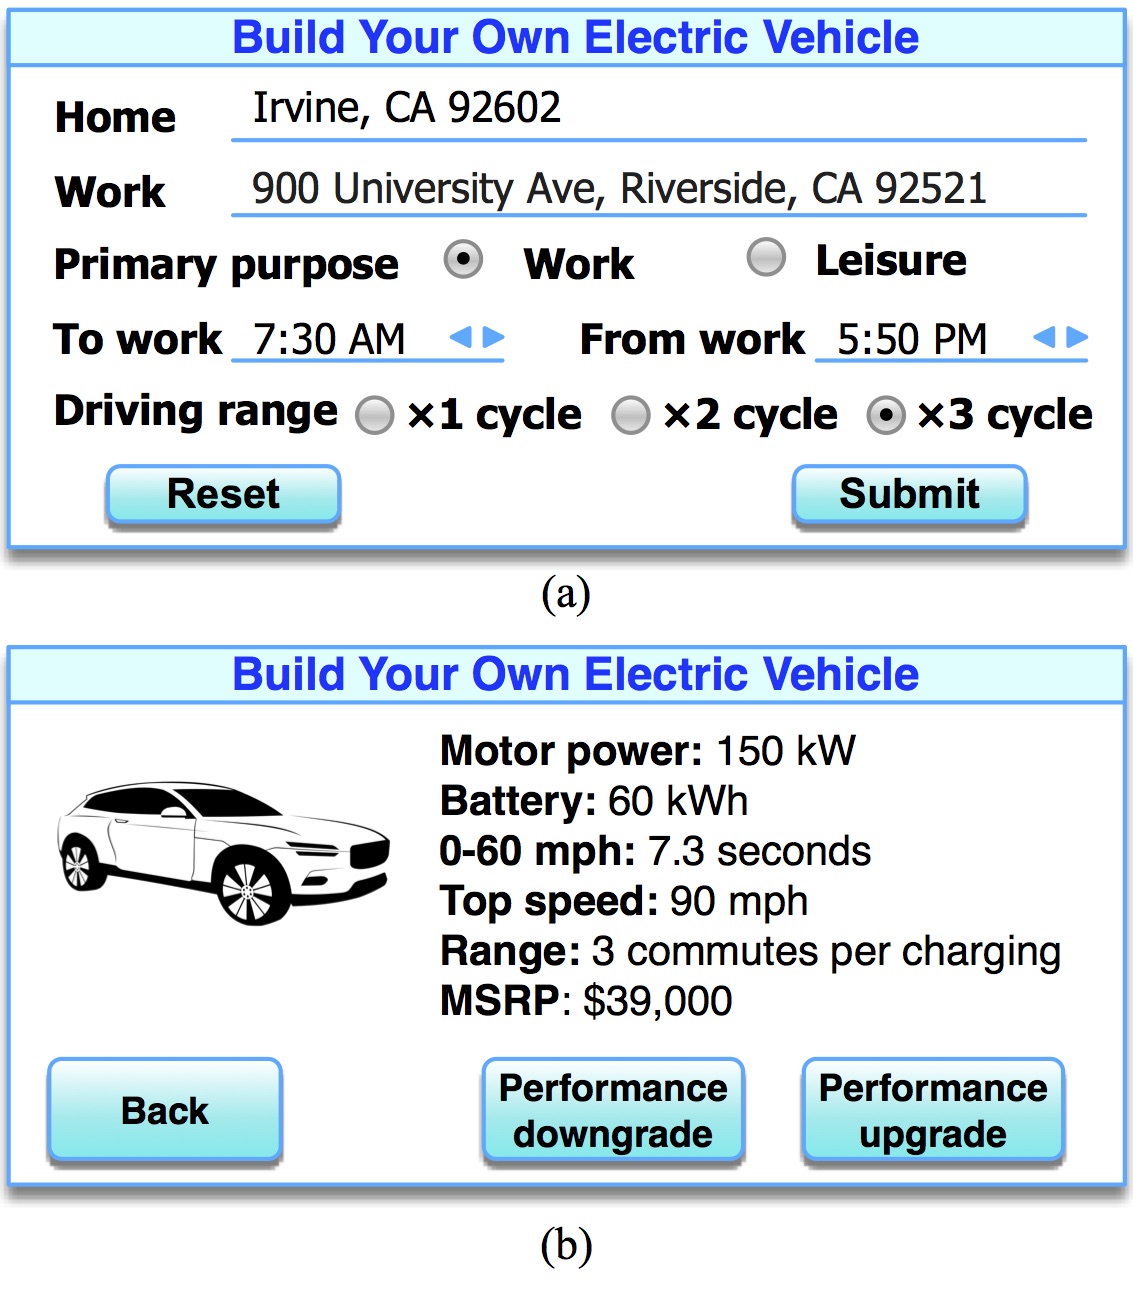 Build Your Own Electric Vehicle
Home Irvine, CA 92602
Work 900 University Ave, Riverside, CA 92521
Primary purpose Work Leisure
To work 7:30 AM From work 5:50 PM
Driving range ×1 cycle ×2 cycle ×3 cycle
Reset Submit
(a)
Build Your Own Electric Vehicle
Motor power: 150 kW
Battery: 60 kWh
0-60 mph: 7.3 seconds
Top speed: 90 mph
Range: 3 commutes per charging
MSRP: $39,000
Back
Performance downgrade
Performance upgrade
(b)